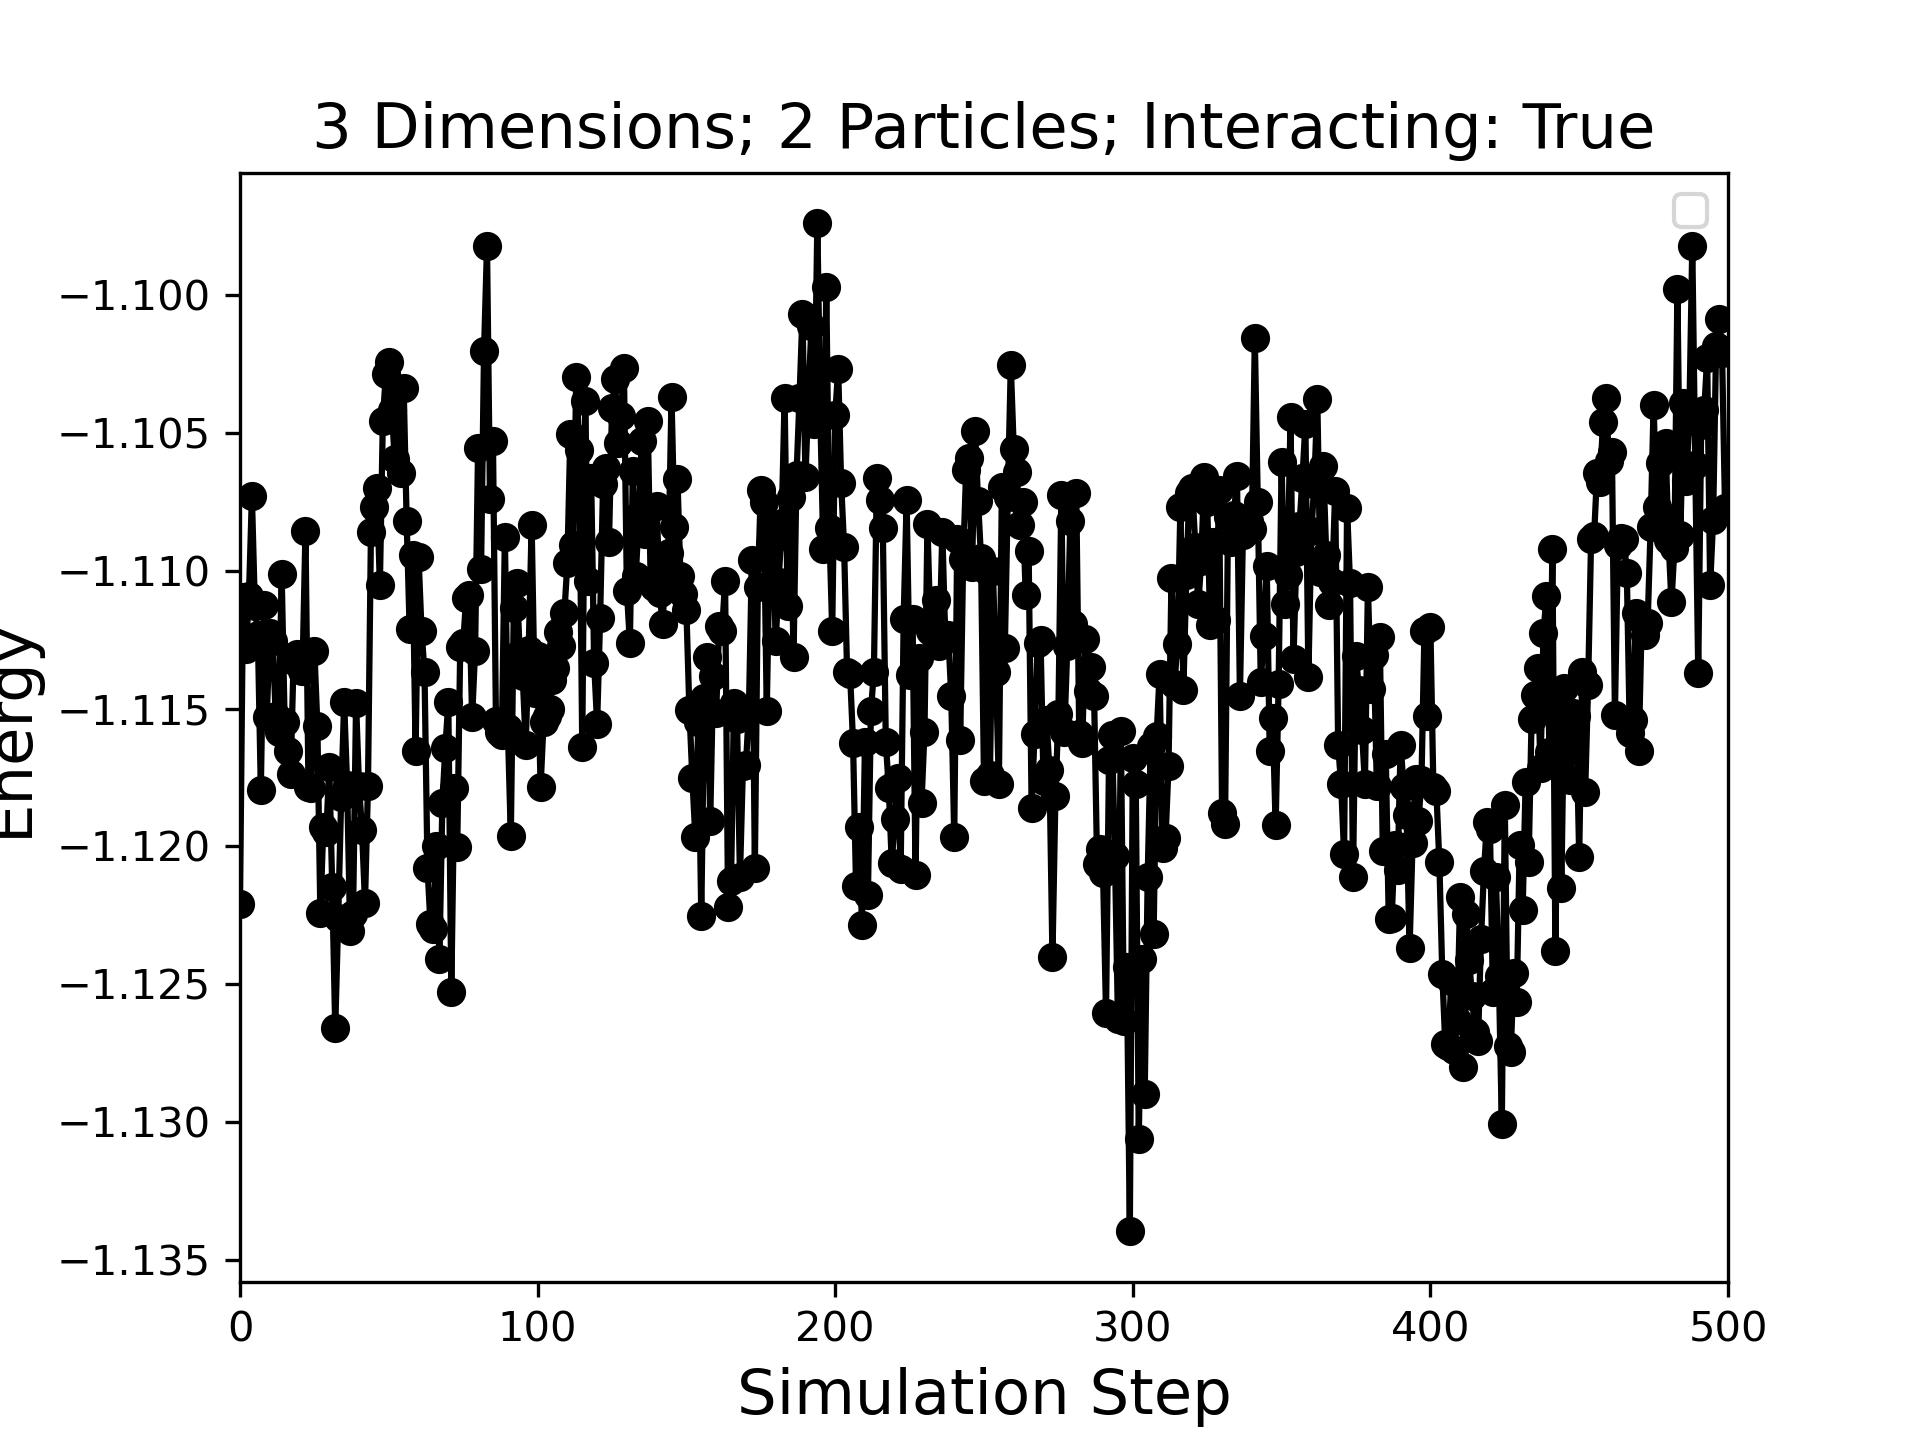 3 Dimensions; 2 Particles; Interacting: True
Energy
−1.100
−1.105
−1.110
−1.115
−1.120
−1.125
−1.130
−1.135
0 100 200 300 400 500
Simulation Step